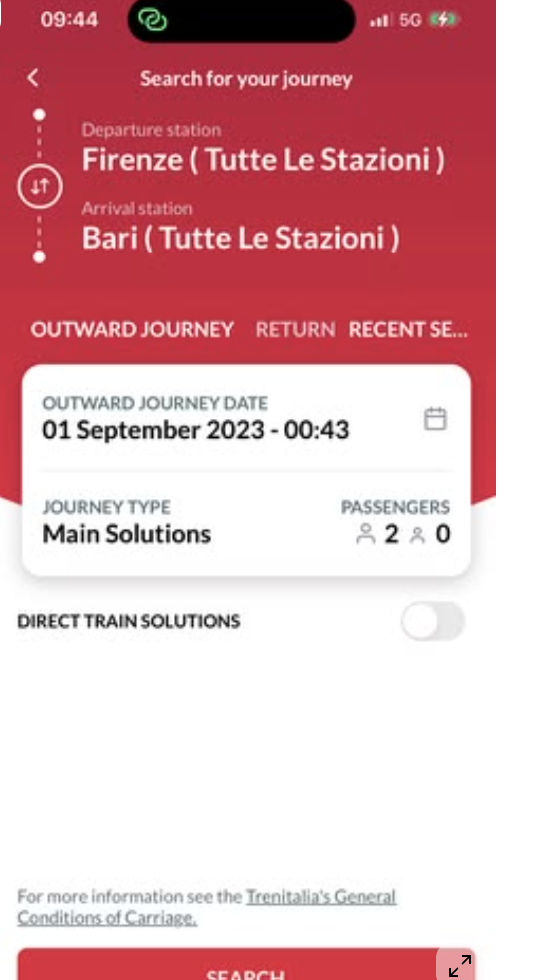 09:44
5G
Search for your journey
Departure station
Firenze ( Tutte Le Stazioni )
Arrival station
Bari ( Tutte Le Stazioni )
OUTWARD JOURNEY RETURN RECENT SE...
OUTWARD JOURNEY DATE
01 September 2023 - 00:43
JOURNEY TYPE PASSENGERS
Main Solutions 2 0
DIRECT TRAIN SOLUTIONS
For more information see the Trenitalia's General
Conditions of Carriage.
SEARCH